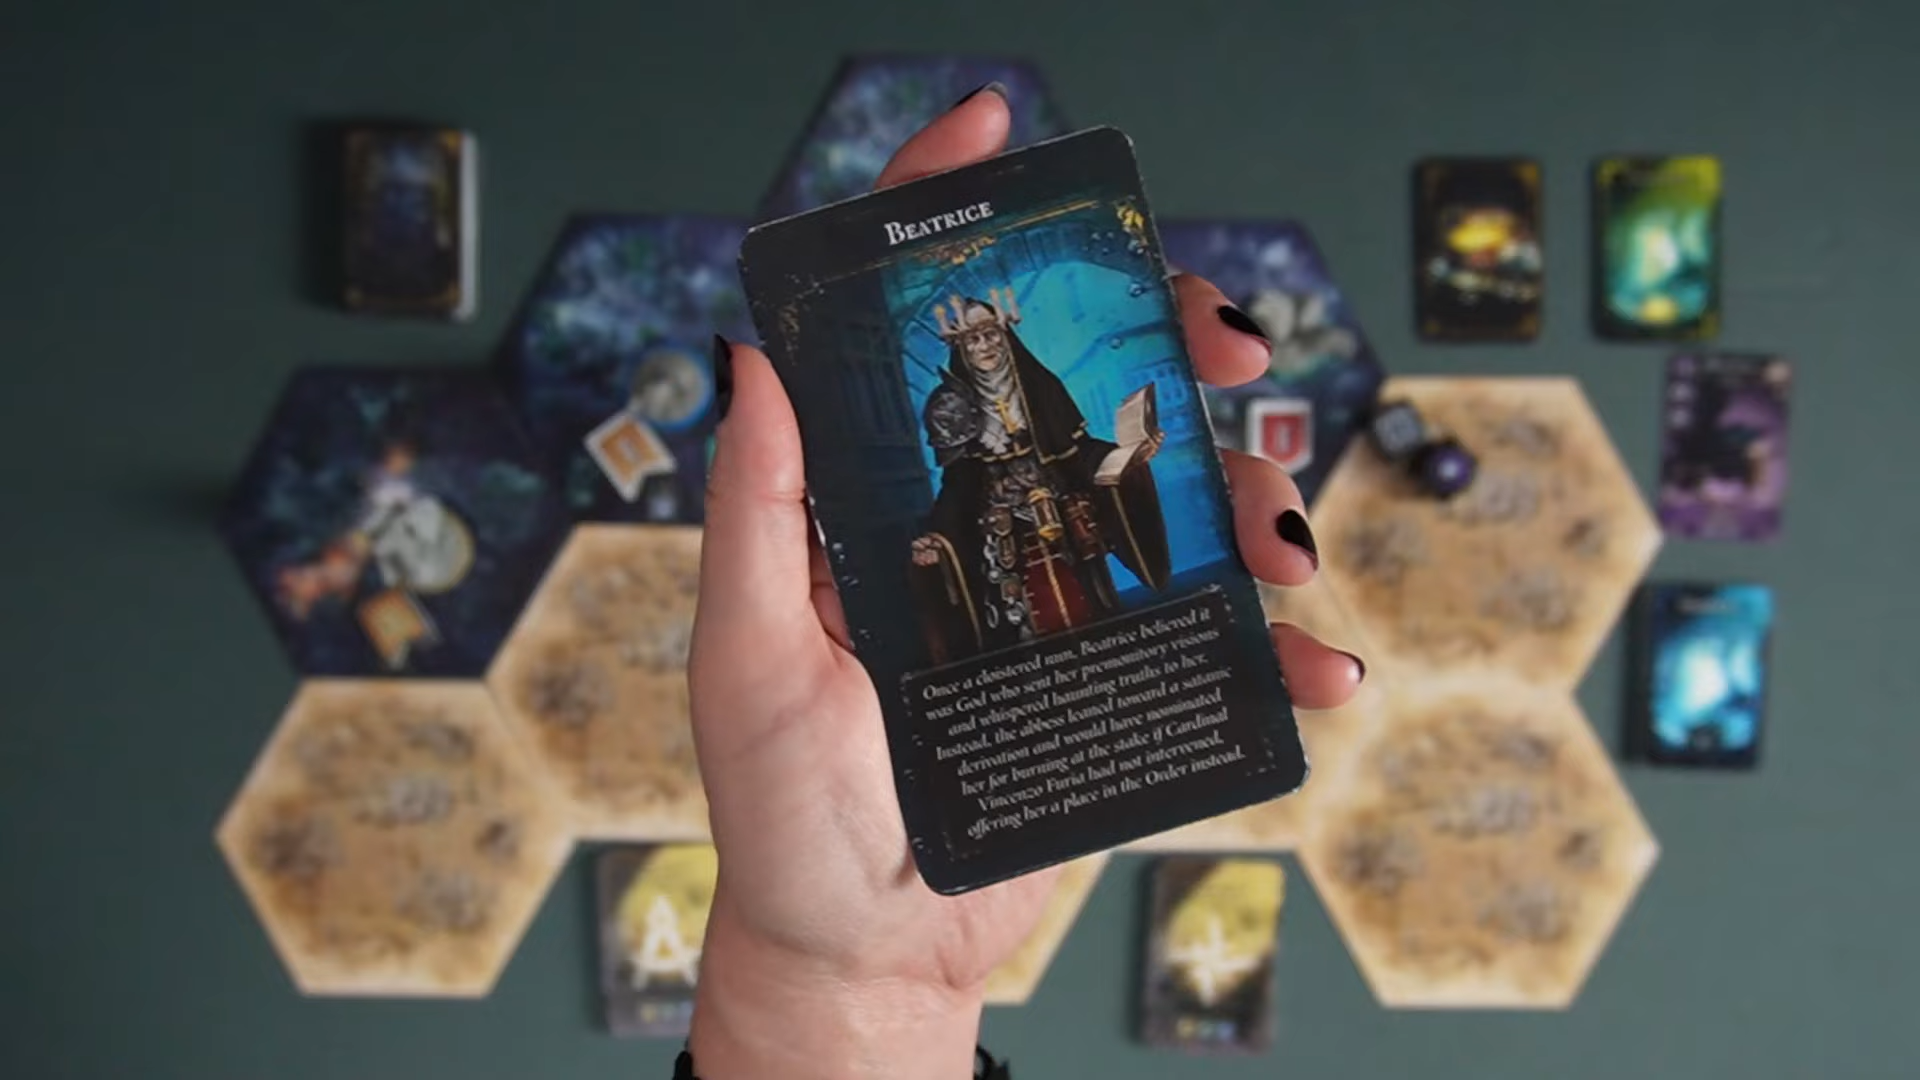 BEATRICE
Once a cloistered nun, Beatrice believed it
was God who sent her premonitory visions
and whispered haunting truths to her.
Instead, the abbess leaned toward a satanic
derivation and would have nominated
her for burning at the stake if Cardinal
Vincenzo Furia had not intervened,
offering her a place in the Order instead.